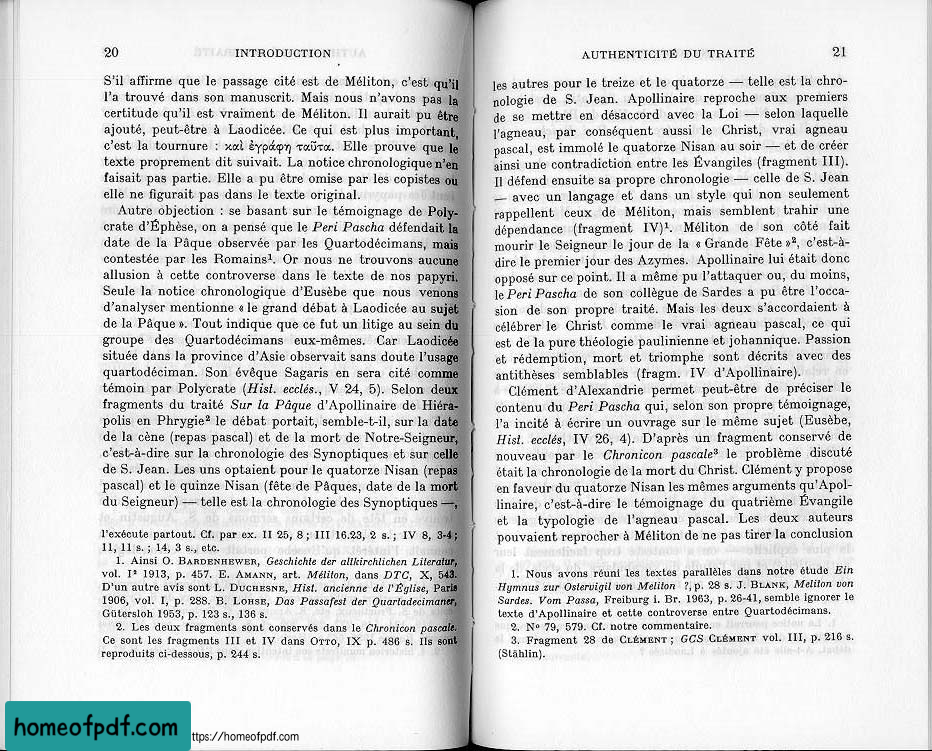 20 INTRODUCTION
S'il affirme que le passage cité est de Méliton, c'est qu'il
l'a trouvé dans son manuscrit. Mais nous n'avons pas la
certitude qu'il est vraiment de Méliton. Il aurait pu être
ajouté, peut-être à Laodicée. Ce qui est plus important,
c'est la tournure : καὶ ἐγράφη ταῦτα. Elle prouve que le
texte proprement dit suivait. La notice chronologique n'en
faisait pas partie. Elle a pu être omise par les copistes ou
elle ne figurait pas dans le texte original.
Autre objection : se basant sur le témoignage de Poly-
crate d'Éphèse, on a pensé que le Peri Pascha défendait la
date de la Pâque observée par les Quartodécimans, mais
contestée par les Romains¹. Or nous ne trouvons aucune
allusion à cette controverse dans le texte de nos papyri.
Seule la notice chronologique d'Eusèbe que nous venons
d'analyser mentionne « le grand débat à Laodicée au sujet
de la Pâque ». Tout indique que ce fut un litige au sein du
groupe des Quartodécimans eux-mêmes. Car Laodicée
située dans la province d'Asie observait sans doute l'usage
quartodéciman. Son évêque Sagaris en sera cité comme
témoin par Polycrate (Hist. ecclés., V 24, 5). Selon deux
fragments du traité Sur la Pâque d'Apollinaire de Hiéra-
polis en Phrygie² le débat portait, semble-t-il, sur la date
de la cène (repas pascal) et de la mort de Notre-Seigneur,
c'est-à-dire sur la chronologie des Synoptiques et sur celle
de S. Jean. Les uns optaient pour le quatorze Nisan (repas
pascal) et le quinze Nisan (fête de Pâques, date de la mort
du Seigneur) — telle est la chronologie des Synoptiques —,
l'exécute partout. Cf. par ex. II 25, 8 ; III 16.23, 2 s. ; IV 8, 3-4 ;
11, 11 s. ; 14, 3 s., etc.
1. Ainsi O. BARDENHEWER, Geschichte der altkirchlichen Literatur,
vol. I² 1913, p. 457. E. AMANN, art. Méliton, dans DTC, X, 543.
D'un autre avis sont L. DUCHESNE, Hist. ancienne de l'Église, Paris
1906, vol. I, p. 288. B. LOHSE, Das Passafest der Quartadecimaner,
Gütersloh 1953, p. 123 s., 136 s.
2. Les deux fragments sont conservés dans le Chronicon pascale.
Ce sont les fragments III et IV dans OTTO, IX p. 486 s. Ils sont
reproduits ci-dessous, p. 244 s.
AUTHENTICITÉ DU TRAITÉ 21
les autres pour le treize et le quatorze — telle est la chro-
nologie de S. Jean. Apollinaire reproche aux premiers
de se mettre en désaccord avec la Loi — selon laquelle
l'agneau, par conséquent aussi le Christ, vrai agneau
pascal, est immolé le quatorze Nisan au soir — et de créer
ainsi une contradiction entre les Évangiles (fragment III).
Il défend ensuite sa propre chronologie — celle de S. Jean
— avec un langage et dans un style qui non seulement
rappellent ceux de Méliton, mais semblent trahir une
dépendance (fragment IV)¹. Méliton de son côté fait
mourir le Seigneur le jour de la « Grande Fête »², c'est-à-
dire le premier jour des Azymes. Apollinaire lui était donc
opposé sur ce point. Il a même pu l'attaquer ou, du moins,
le Peri Pascha de son collègue de Sardes a pu être l'occa-
sion de son propre traité. Mais les deux s'accordaient à
célébrer le Christ comme le vrai agneau pascal, ce qui
est de la pure théologie paulinienne et johannique. Passion
et rédemption, mort et triomphe sont décrits avec des
antithèses semblables (fragm. IV d'Apollinaire).
Clément d'Alexandrie permet peut-être de préciser le
contenu du Peri Pascha qui, selon son propre témoignage,
l'a incité à écrire un ouvrage sur le même sujet (Eusèbe,
Hist. ecclés, IV 26, 4). D'après un fragment conservé de
nouveau par le Chronicon pascale³ le problème discuté
était la chronologie de la mort du Christ. Clément y propose
en faveur du quatorze Nisan les mêmes arguments qu'Apol-
linaire, c'est-à-dire le témoignage du quatrième Évangile
et la typologie de l'agneau pascal. Les deux auteurs
pouvaient reprocher à Méliton de ne pas tirer la conclusion
1. Nous avons réuni les textes parallèles dans notre étude Ein
Hymnus zur Ostervigil von Meliton ?, p. 28 s. J. BLANK, Meliton von
Sardes. Vom Passa, Freiburg i. Br. 1963, p. 26-41, semble ignorer le
texte d'Apollinaire et cette controverse entre Quartodécimans.
2. N° 79, 579. Cf. notre commentaire.
3. Fragment 28 de CLÉMENT ; GCS CLÉMENT vol. III, p. 216 s.
(Stählin).
homeofpdf.com
ttps://homeofpdf.com